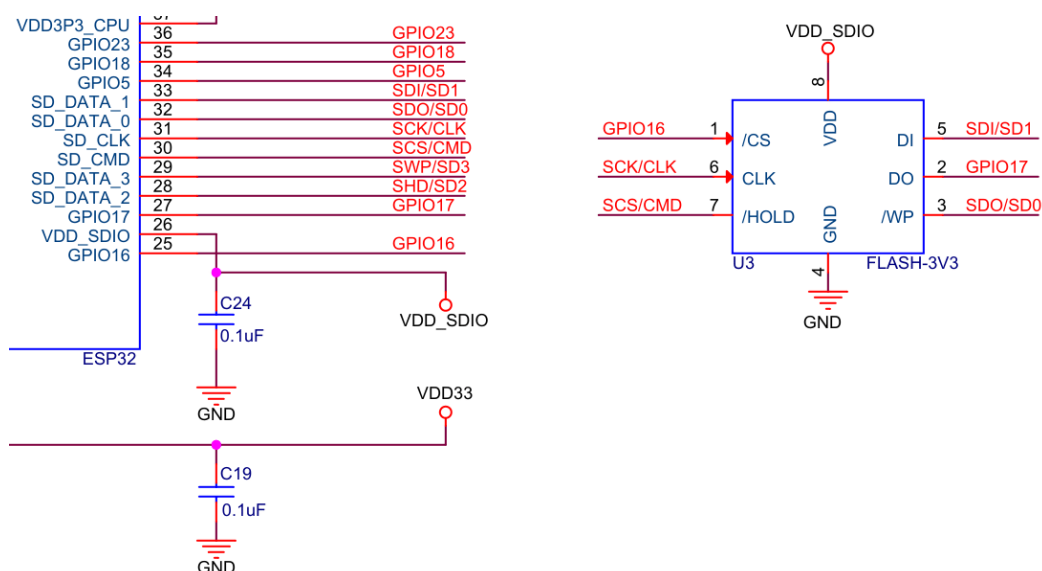 37
VDD3P3_CPU
36
GPIO23
GPIO23
35
GPIO18
GPIO18
34
GPIO5
GPIO5
33
SDI/SD1
SD_DATA_1
32
SDO/SD0
SD_DATA_0
31
SCK/CLK
SD_CLK
30
SCS/CMD
SD_CMD
29
SWP/SD3
SD_DATA_3
28
SHD/SD2
SD_DATA_2
27
GPIO17
GPIO17
26
VDD_SDIO
25
GPIO16
GPIO16
C24
0.1uF
VDD_SDIO
ESP32
GND
VDD33
C19
0.1uF
GND
VDD_SDIO
8
VDD
GPIO16
1
/CS
DI
5
SDI/SD1
SCK/CLK
6
CLK
DO
2
GPIO17
SCS/CMD
7
/HOLD
GND
/WP
3
SDO/SD0
U3
4
FLASH-3V3
GND